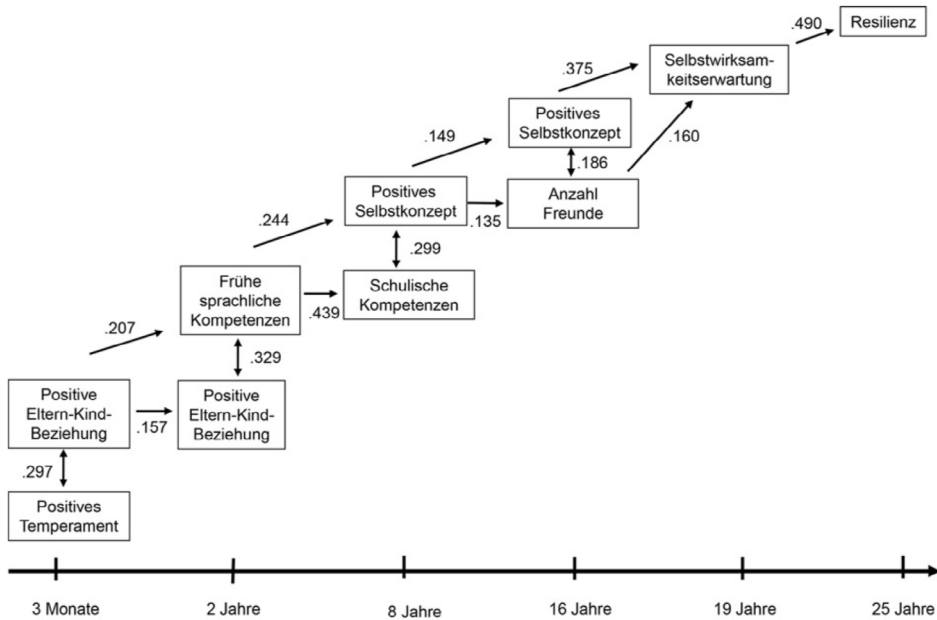 .490
Resilienz
.375
Selbstwirksam-
keitserwartung
Positives
Selbstkonzept
.149
.160
.186
Positives
Selbstkonzept
.135
Anzahl
Freunde
.244
.299
Frühe
sprachliche
Kompetenzen
.439
Schulische
Kompetenzen
.207
.329
Positive
Eltern-Kind-
Beziehung
.157
Positive
Eltern-Kind-
Beziehung
.297
Positives
Temperament
3 Monate
2 Jahre
8 Jahre
16 Jahre
19 Jahre
25 Jahre